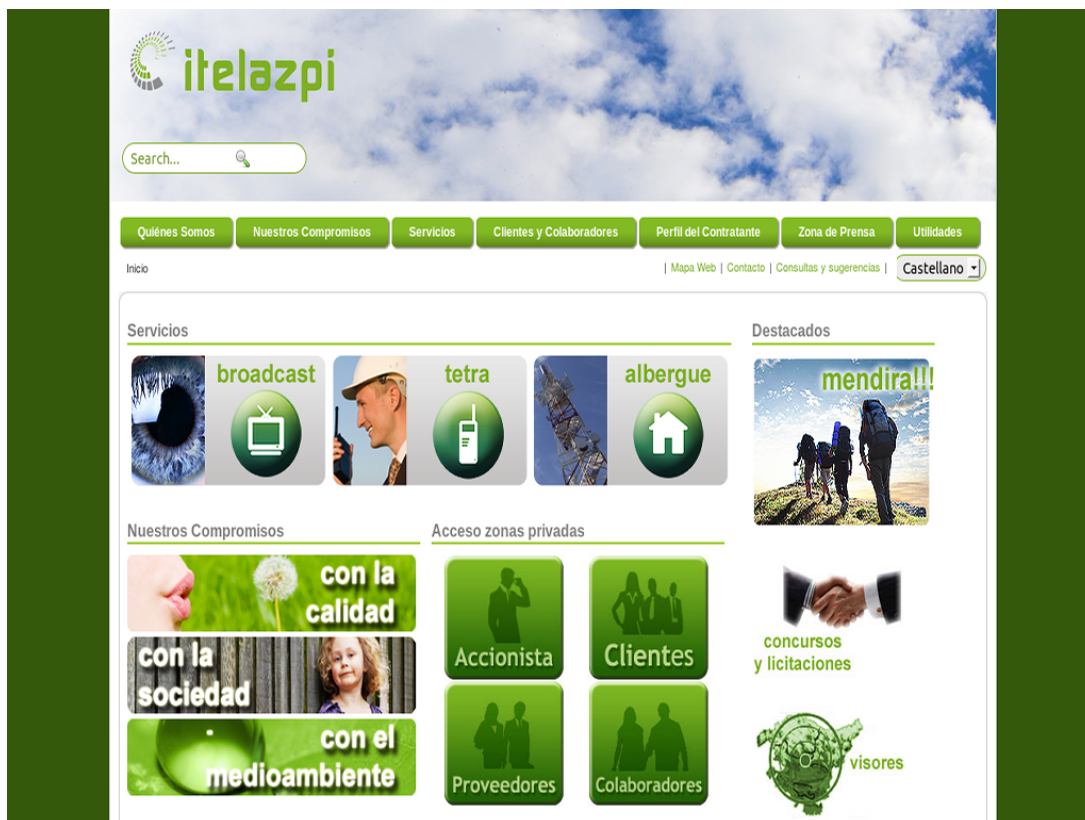 itelazpi
Search...
Quiénes Somos Nuestros Compromisos Servicios Clientes y Colaboradores Perfil del Contratante Zona de Prensa Utilidades
Inicio | Mapa Web | Contacto | Consultas y sugerencias | Castellano
Servicios
broadcast tetra albergue
Destacados
mendira!!!
Nuestros Compromisos
con la
calidad
con la
sociedad
con el
medioambiente
Acceso zonas privadas
Accionista Clientes
Proveedores Colaboradores
concursos
y licitaciones
visores